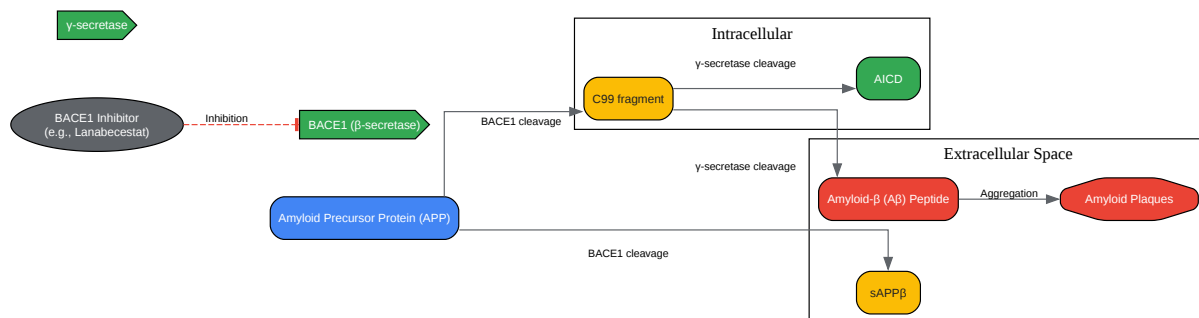 γ-secretase
Intracellular
γ-secretase cleavage
AICD
C99 fragment
BACE1 Inhibitor
(e.g., Lanabecestat)
Inhibition
BACE1 (β-secretase)
BACE1 cleavage
Extracellular Space
γ-secretase cleavage
Amyloid-β (Aβ) Peptide
Aggregation
Amyloid Plaques
Amyloid Precursor Protein (APP)
BACE1 cleavage
sAPPβ